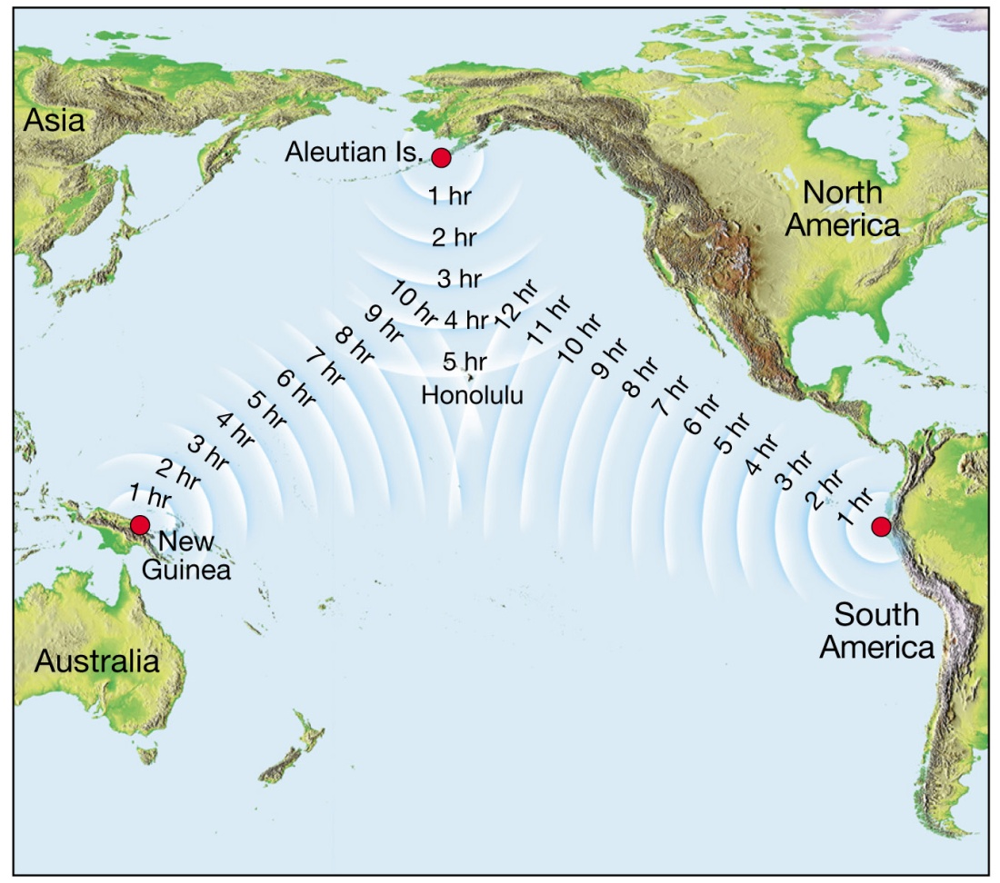 Asia
Aleutian Is.
North
America
1 hr
2 hr
3 hr
4 hr
5 hr
Honolulu
10 hr
9 hr
8 hr
7 hr
6 hr
5 hr
4 hr
3 hr
2 hr
1 hr
New
Guinea
12 hr
11 hr
10 hr
9 hr
8 hr
7 hr
6 hr
5 hr
4 hr
3 hr
2 hr
1 hr
South
America
Australia